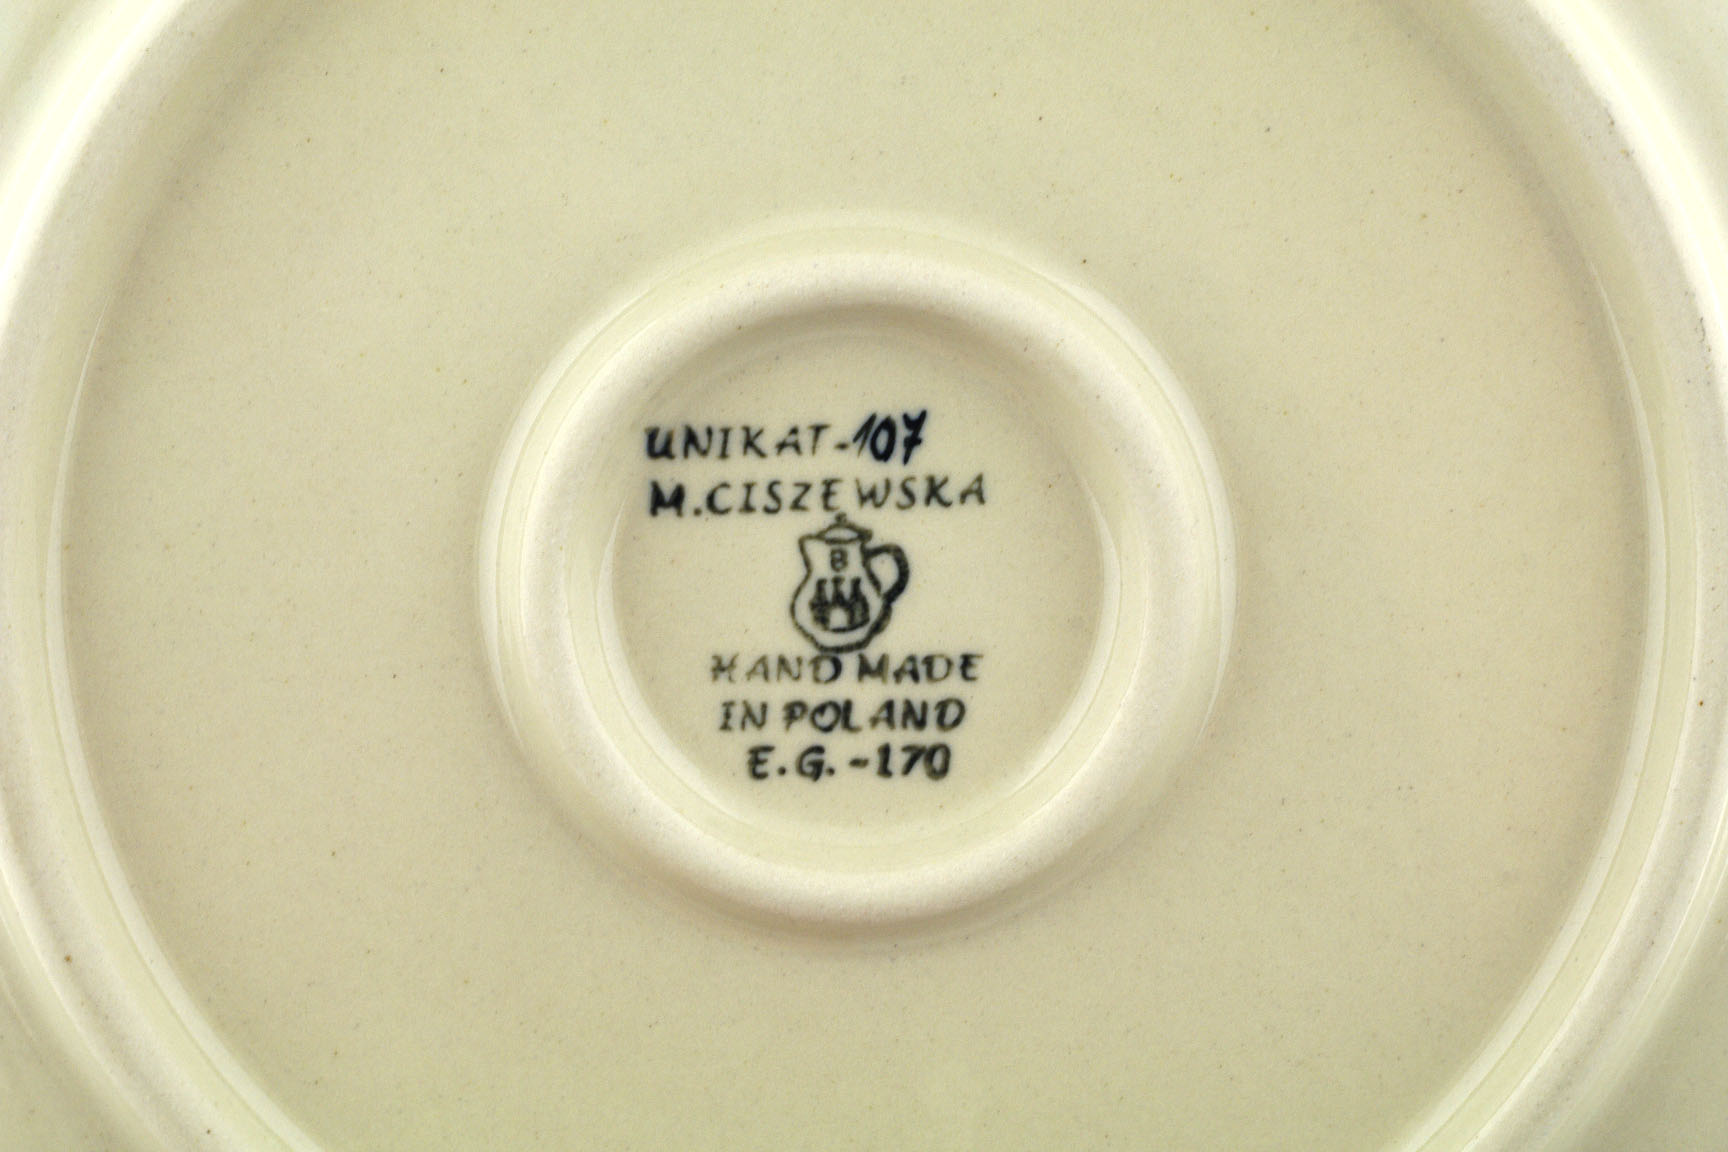 UNIKAT-107
M.CISZEWSKA
B
HAND MADE
IN POLAND
E.G.-170